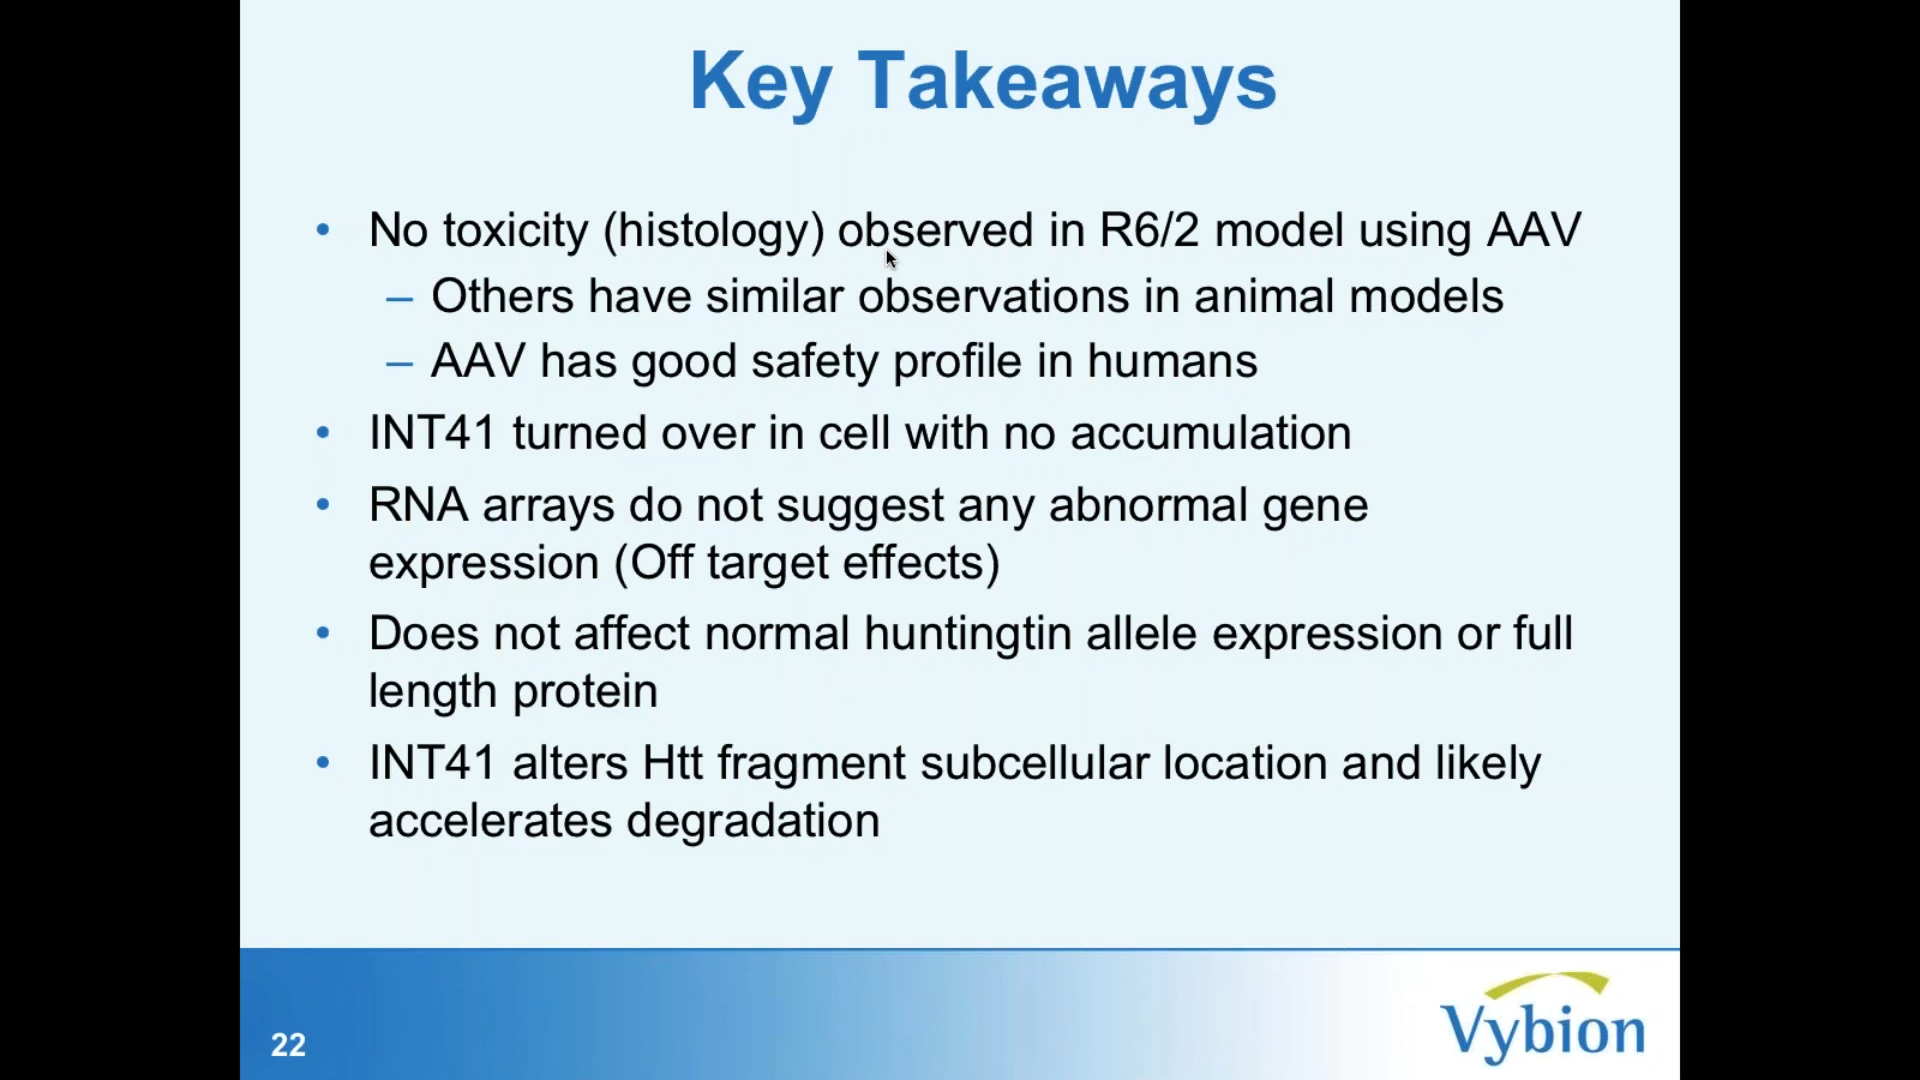 Key Takeaways
• No toxicity (histology) observed in R6/2 model using AAV
– Others have similar observations in animal models
– AAV has good safety profile in humans
• INT41 turned over in cell with no accumulation
• RNA arrays do not suggest any abnormal gene
expression (Off target effects)
• Does not affect normal huntingtin allele expression or full
length protein
• INT41 alters Htt fragment subcellular location and likely
accelerates degradation
22
Vybion